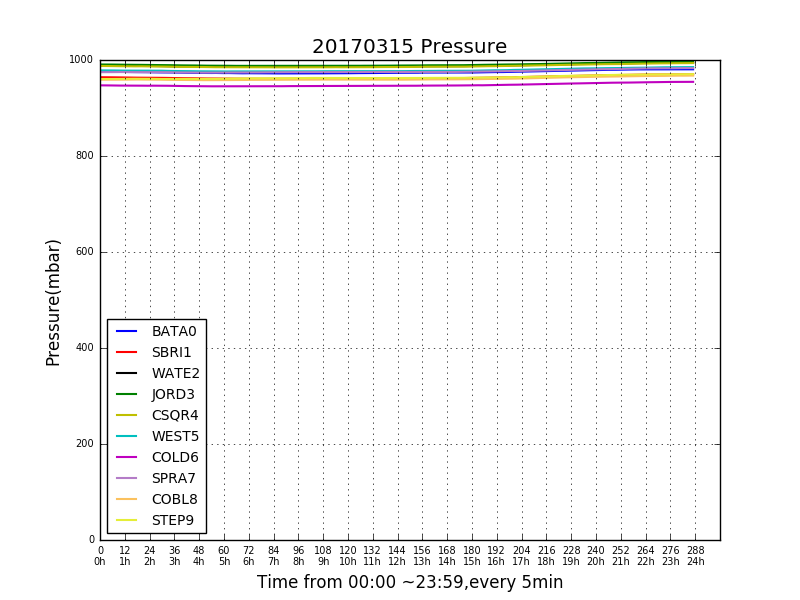 20170315 Pressure
1000
800
600
400
200
0
Pressure(mbar)
BATA0
SBRI1
WATE2
JORD3
CSQR4
WEST5
COLD6
SPRA7
COBL8
STEP9
0 12 24 36 48 60 72 84 96 108 120 132 144 156 168 180 192 204 216 228 240 252 264 276 288
0h 1h 2h 3h 4h 5h 6h 7h 8h 9h 10h 11h 12h 13h 14h 15h 16h 17h 18h 19h 20h 21h 22h 23h 24h
Time from 00:00 ~23:59,every 5min